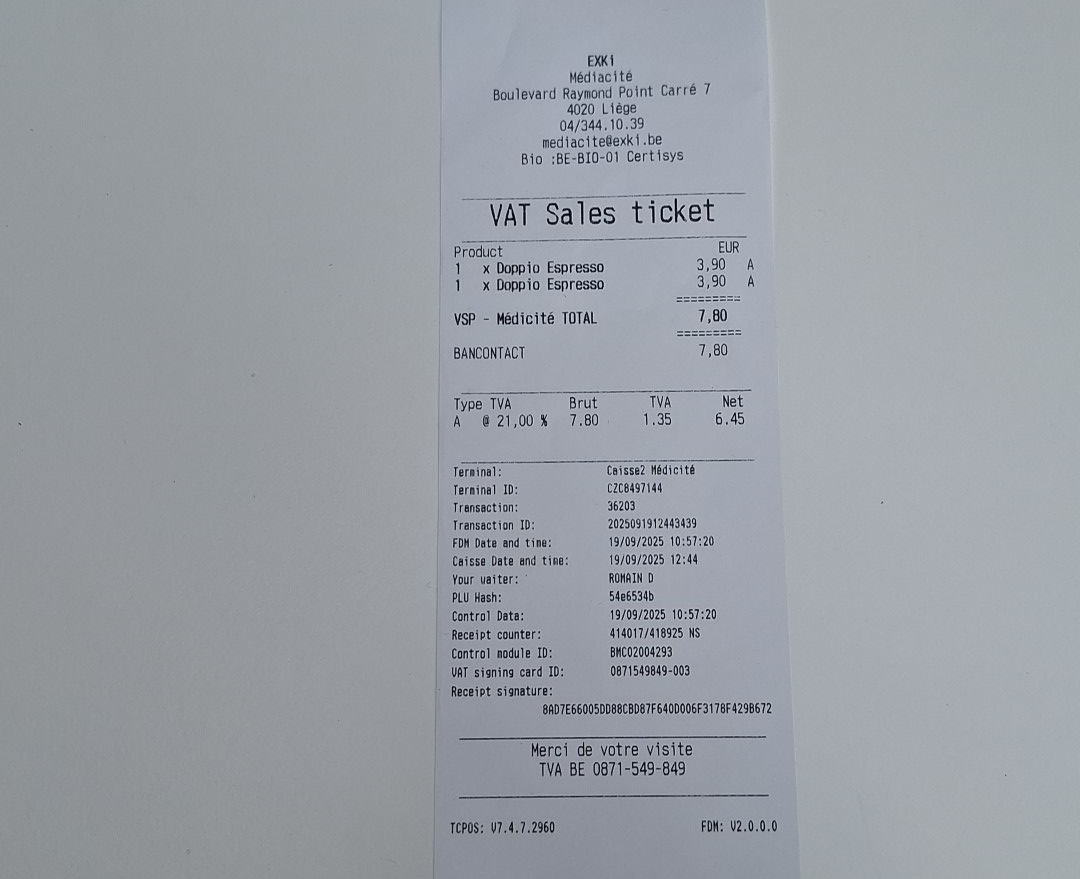 EXKi
Médiacité
Boulevard Raymond Point Carré 7
4020 Liège
04/344.10.39
mediacite@exki.be
Bio :BE-BIO-01 Certisys
VAT Sales ticket
Product EUR
1 x Doppio Espresso 3,90 A
1 x Doppio Espresso 3,90 A
=========
VSP - Médicité TOTAL 7,80
=========
BANCONTACT 7,80
Type TVA Brut TVA Net
A @ 21,00 % 7.80 1.35 6.45
Terminal: Caisse2 Médicité
Terminal ID: CZC8497144
Transaction: 36203
Transaction ID: 2025091912443439
FDM Date and time: 19/09/2025 10:57:20
Caisse Date and time: 19/09/2025 12:44
Your waiter: ROMAIN D
PLU Hash: 54e6534b
Control Data: 19/09/2025 10:57:20
Receipt counter: 414017/418925 NS
Control module ID: BMC02004293
VAT signing card ID: 0871549849-003
Receipt signature:
8AD7E66005DD88CBD87F640D006F3178F429B672
Merci de votre visite
TVA BE 0871-549-849
TCPOS: V7.4.7.2960 FDM: V2.0.0.0